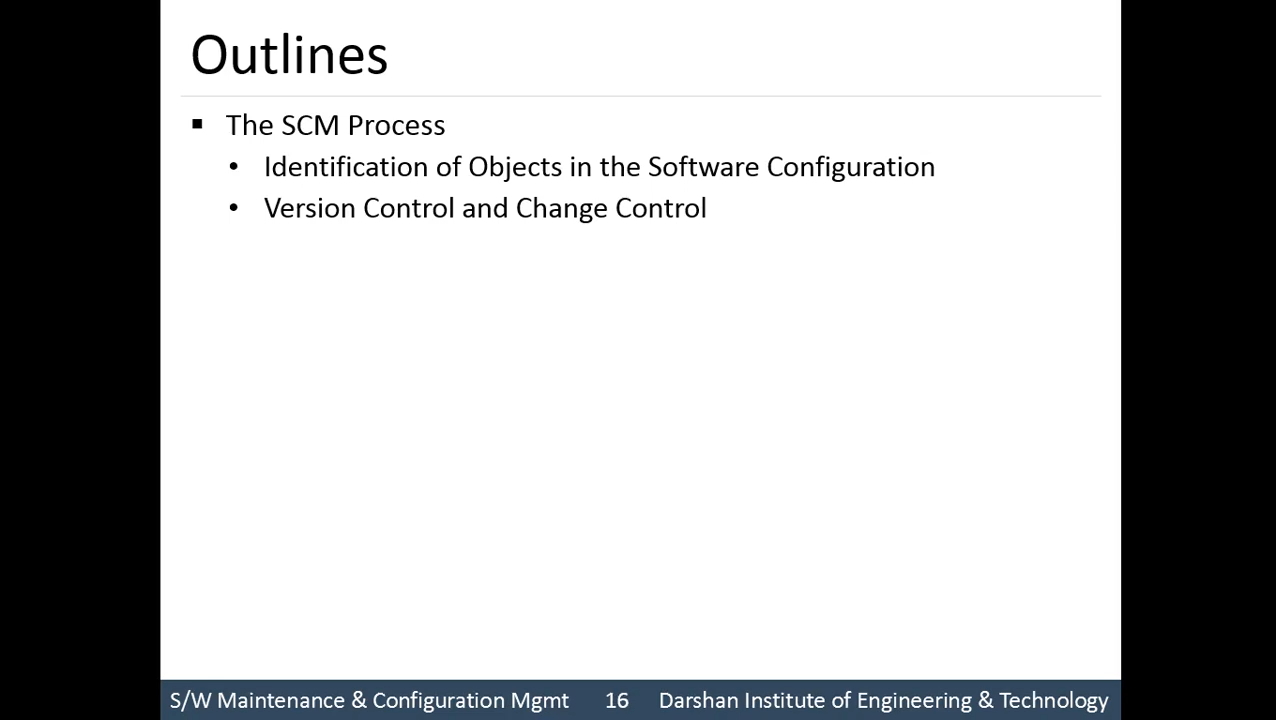 Outlines
▪ The SCM Process
• Identification of Objects in the Software Configuration
• Version Control and Change Control
S/W Maintenance & Configuration Mgmt 16 Darshan Institute of Engineering & Technology